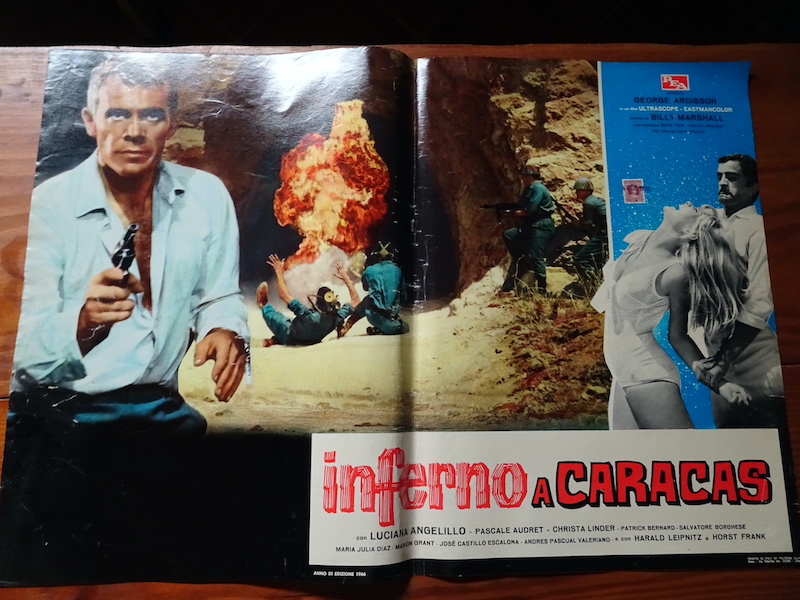 REA
GEORGE ARDISSON
ULTRASCOPE - EASTMANCOLOR
BILLY MARSHALL
inferno A CARACAS
con LUCIANA ANGELILLO - PASCALE AUDRET - CHRISTA LINDER - PATRICK BERNARD - SALVATORE BORGHESE
MARIA JULIA DIAZ - MARION GRANT - JOSÉ CASTILLO ESCALONA - ANDRES PASCUAL VALERIANO - e con HARALD LEIPNITZ e HORST FRANK
ANNO DI EDIZIONE 1966